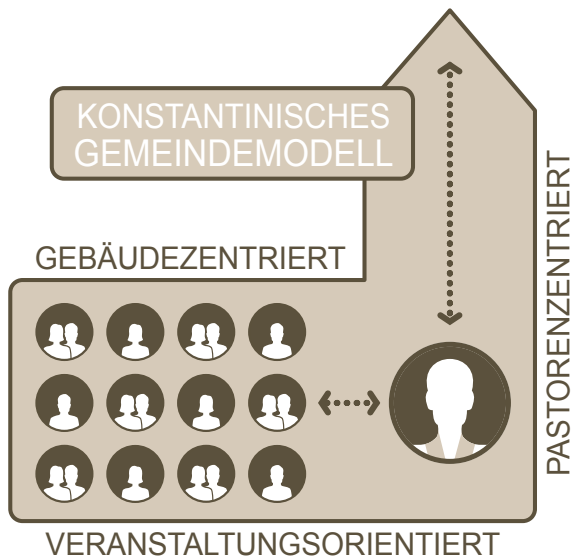 KONSTANTINISCHES
GEMEINDEMODELL
GEBÄUDEZENTRIERT
PASTORENZENTRIERT
VERANSTALTUNGSORIENTIERT